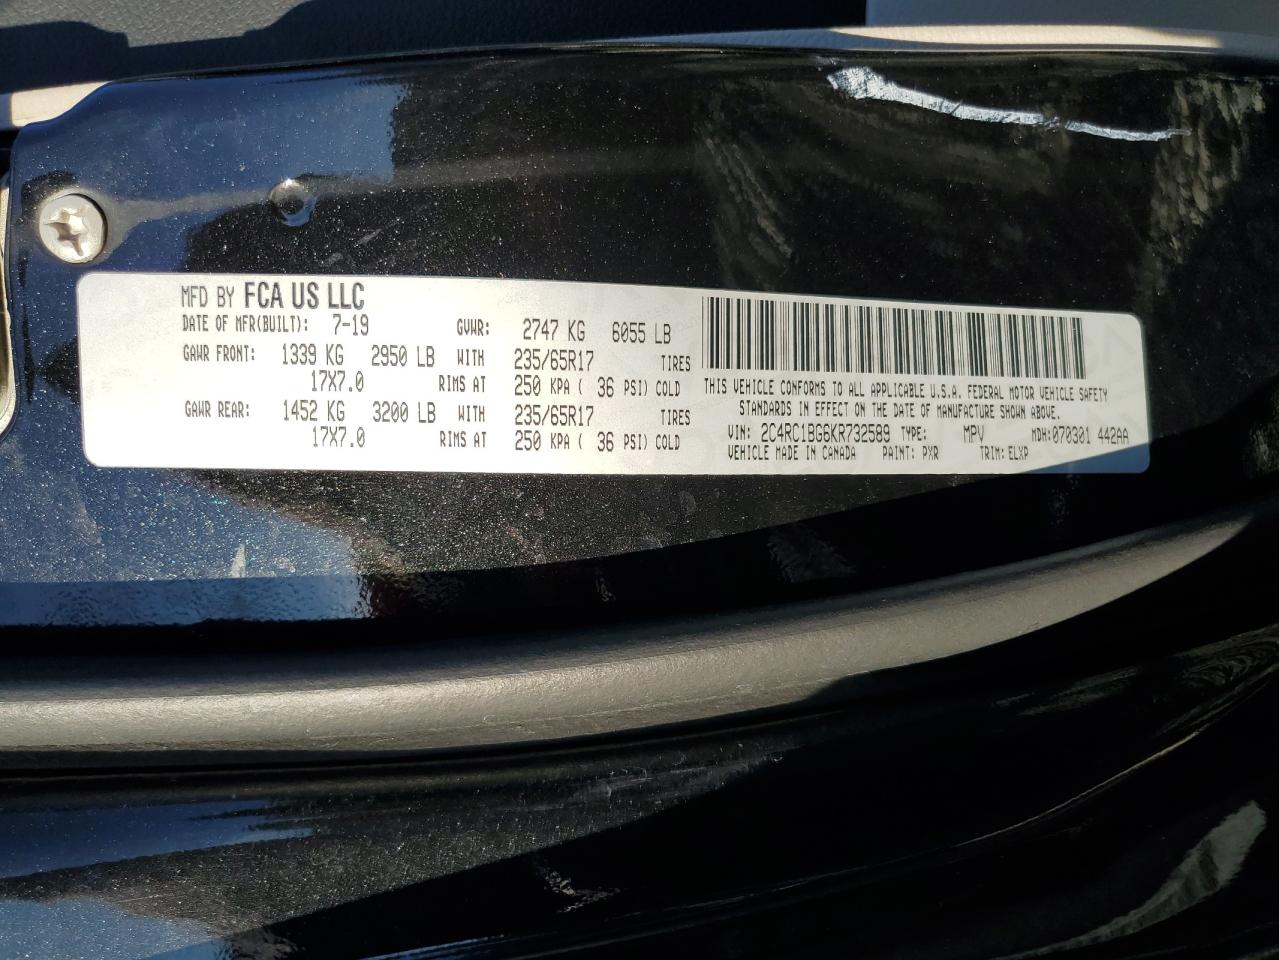 MFD BY FCA US LLC
DATE OF MFR(BUILT): 7-19 GVWR: 2747 KG 6055 LB
GAWR FRONT: 1339 KG 2950 LB WITH 235/65R17 TIRES
17X7.0 RIMS AT 250 KPA ( 36 PSI) COLD
GAWR REAR: 1452 KG 3200 LB WITH 235/65R17 TIRES
17X7.0 RIMS AT 250 KPA ( 36 PSI) COLD
THIS VEHICLE CONFORMS TO ALL APPLICABLE U.S.A. FEDERAL MOTOR VEHICLE SAFETY
STANDARDS IN EFFECT ON THE DATE OF MANUFACTURE SHOWN ABOVE.
VIN: 2C4RC1BG6KR732589 TYPE: MPV MDH:070301 442AA
VEHICLE MADE IN CANADA PAINT: PXR TRIM: ELXP